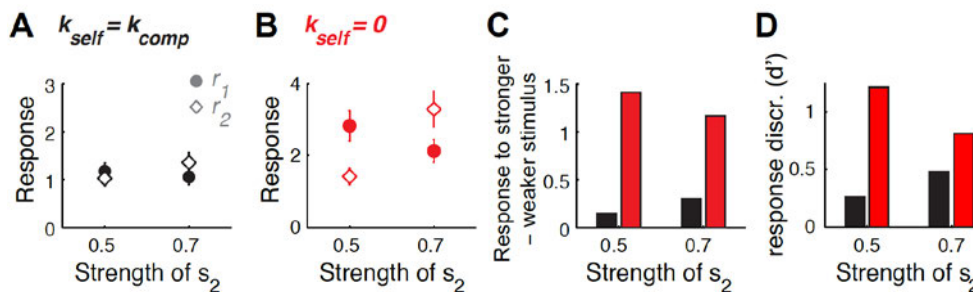 A k_self = k_comp
Response
3
2
1
0
r_1
r_2
0.5 0.7
Strength of s_2
B k_self = 0
Response
4
2
0
0.5 0.7
Strength of s_2
C
Response to stronger
– weaker stimulus
1.5
1
0.5
0
0.5 0.7
Strength of s_2
D
response discr. (d')
1
0.5
0
0.5 0.7
Strength of s_2